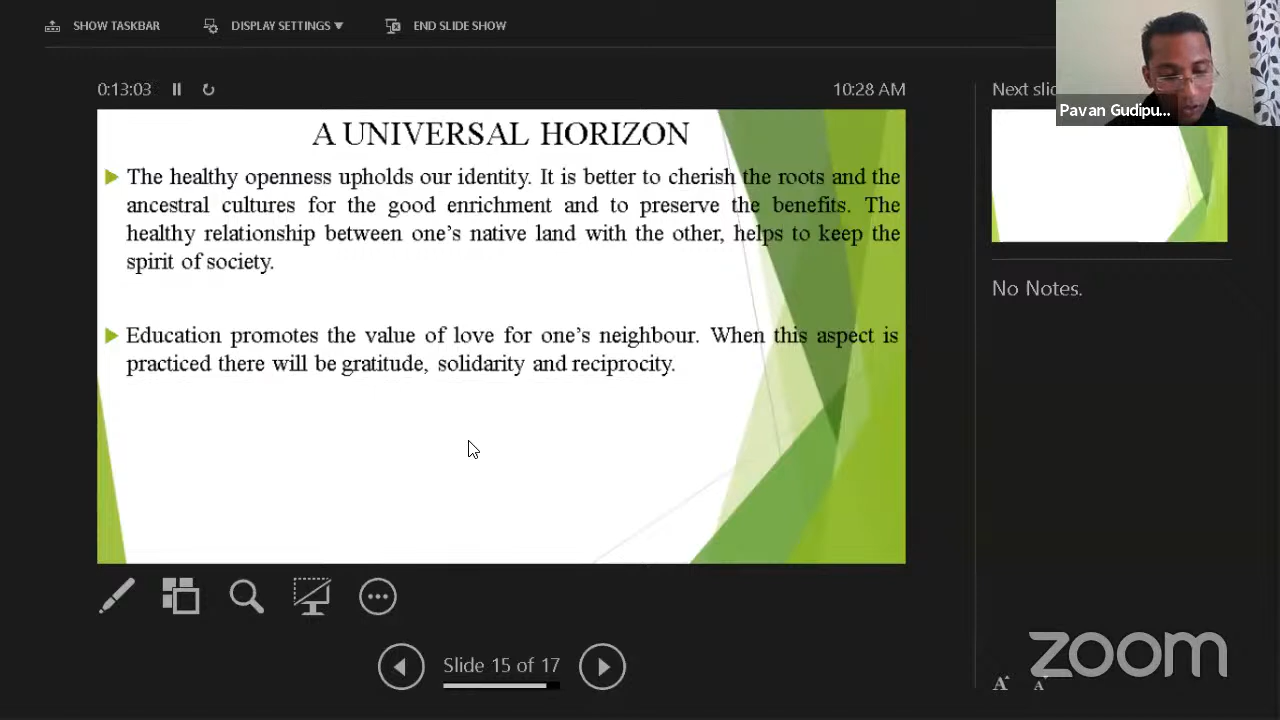 SHOW TASKBAR DISPLAY SETTINGS ▼ END SLIDE SHOW
0:13:03 10:28 AM Next slid
Pavan Gudipu...
A UNIVERSAL HORIZON
The healthy openness upholds our identity. It is better to cherish the roots and the
ancestral cultures for the good enrichment and to preserve the benefits. The
healthy relationship between one’s native land with the other, helps to keep the
spirit of society.
Education promotes the value of love for one’s neighbour. When this aspect is
practiced there will be gratitude, solidarity and reciprocity.
No Notes.
Slide 15 of 17
zoom
A A